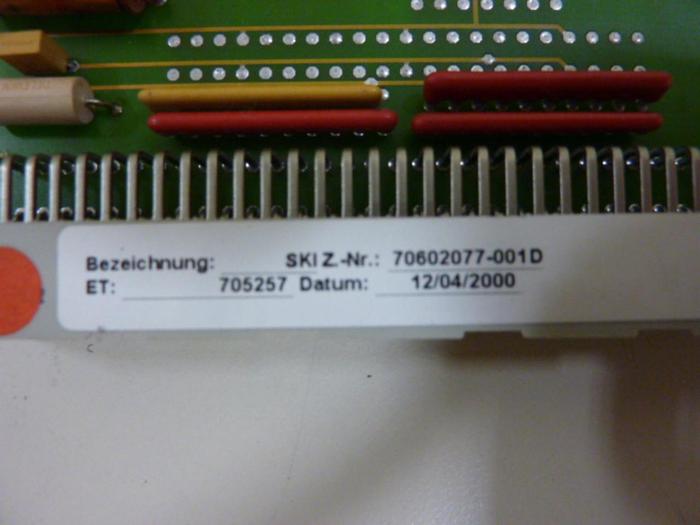 Bezeichnung: SKI Z.-Nr.: 70602077-001D
ET: 705257 Datum: 12/04/2000